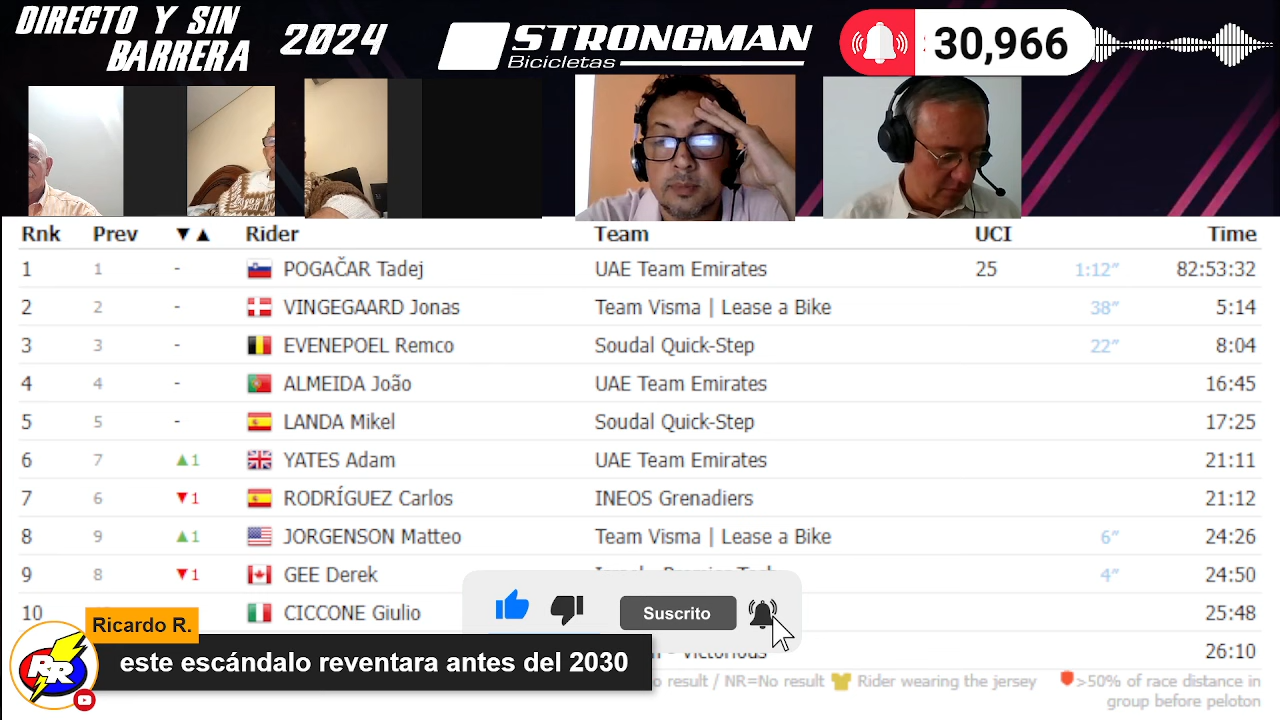 DIRECTO Y SIN
BARRERA
2024
STRONGMAN
Bicicletas
30,966
Rnk Prev ▼▲ Rider Team UCI Time
1 1 - POGAČAR Tadej UAE Team Emirates 25 1:12″ 82:53:32
2 2 - VINGEGAARD Jonas Team Visma | Lease a Bike 38″ 5:14
3 3 - EVENEPOEL Remco Soudal Quick-Step 22″ 8:04
4 4 - ALMEIDA João UAE Team Emirates 16:45
5 5 - LANDA Mikel Soudal Quick-Step 17:25
6 7 ▲1 YATES Adam UAE Team Emirates 21:11
7 6 ▼1 RODRÍGUEZ Carlos INEOS Grenadiers 21:12
8 9 ▲1 JORGENSON Matteo Team Visma | Lease a Bike 6″ 24:26
9 8 ▼1 GEE Derek 4″ 24:50
10 CICCONE Giulio 25:48
Suscrito
26:10
Ricardo R.
RR
este escándalo reventara antes del 2030
result / NR=No result Rider wearing the jersey >50% of race distance in
group before peloton